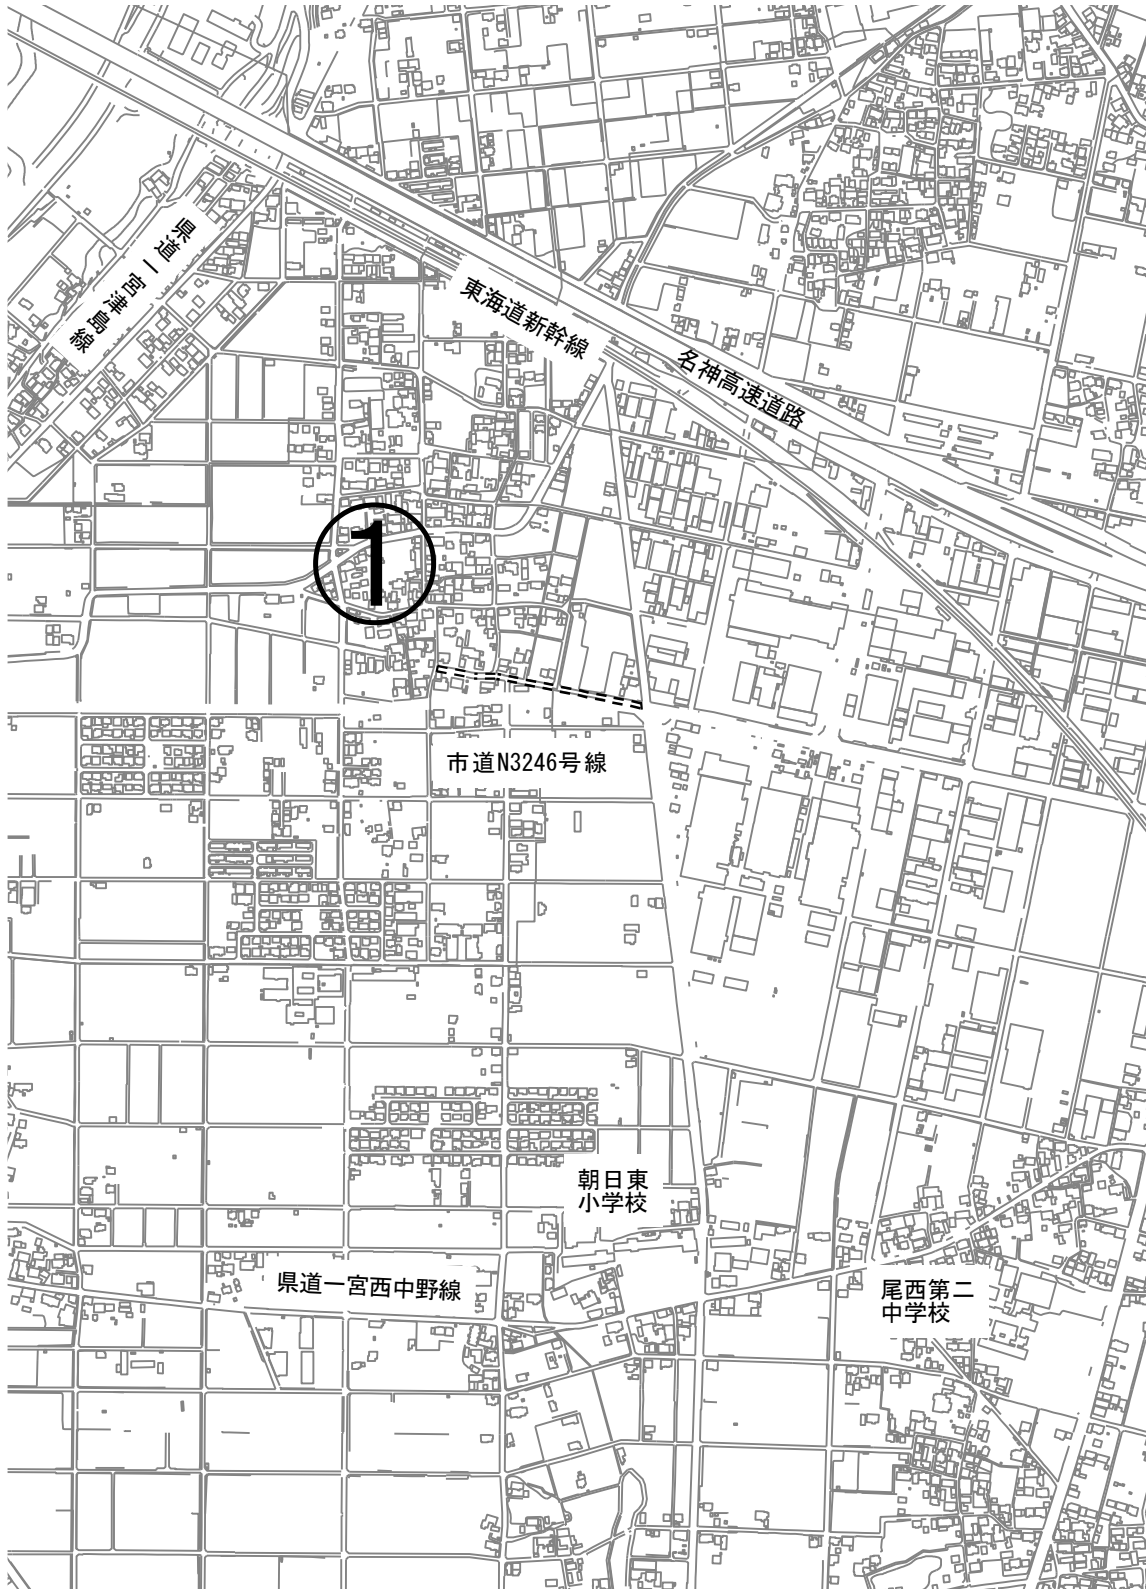 県道一宮津島線
東海道新幹線
名神高速道路
1
市道N3246号線
朝日東
小学校
県道一宮西中野線
尾西第二
中学校